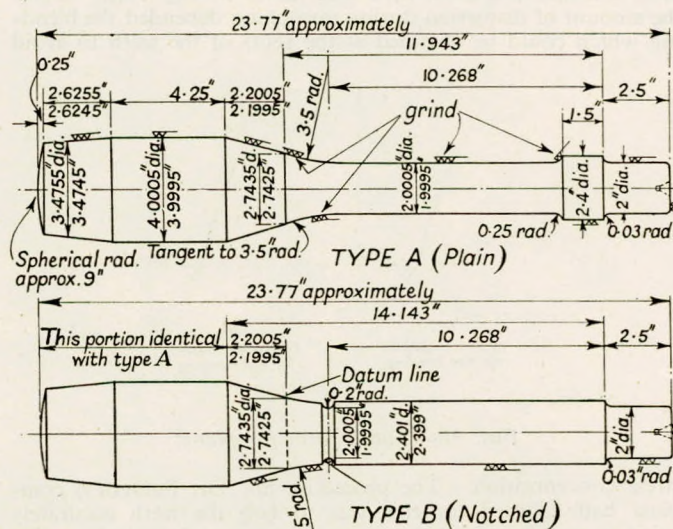 the amount of
23·77" approximately
11·943"
0·25"
10·268"
2·6255"
2·6245"
4·25"
2·2005"
2·1995"
3·5 rad.
grind
1·5"
2·5"
3·4755" dia.
3·4745"
4·0005" dia.
3·9995"
2·7435" dia.
2·7425"
2·0005" dia.
1·9995"
2·4" dia.
2" dia.
R
Spherical rad.
approx. 9"
Tangent to 3·5" rad.
0·25 rad.
0·03" rad
TYPE A (Plain)
23·77" approximately
14·143"
This portion identical
with type A
2·2005"
2·1995"
10·268"
2·5"
Datum line
0·2" rad.
2·7435" dia.
2·7425"
2·0005"
1·9995"
2·401" d.
2·399"
2" dia.
R
5" rad.
0·03" rad
TYPE B (Notched)